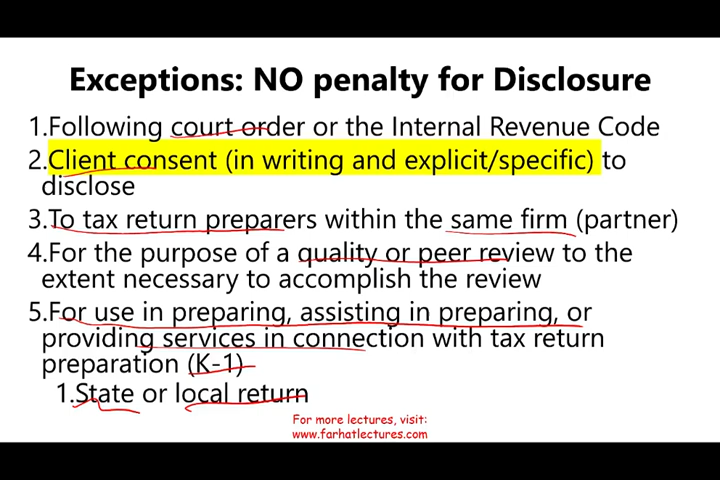 Exceptions: NO penalty for Disclosure
1.Following court order or the Internal Revenue Code
2.Client consent (in writing and explicit/specific) to
disclose
3.To tax return preparers within the same firm (partner)
4.For the purpose of a quality or peer review to the
extent necessary to accomplish the review
5.For use in preparing, assisting in preparing, or
providing services in connection with tax return
preparation (K-1)
1.State or local return
For more lectures, visit:
www.farhatlectures.com